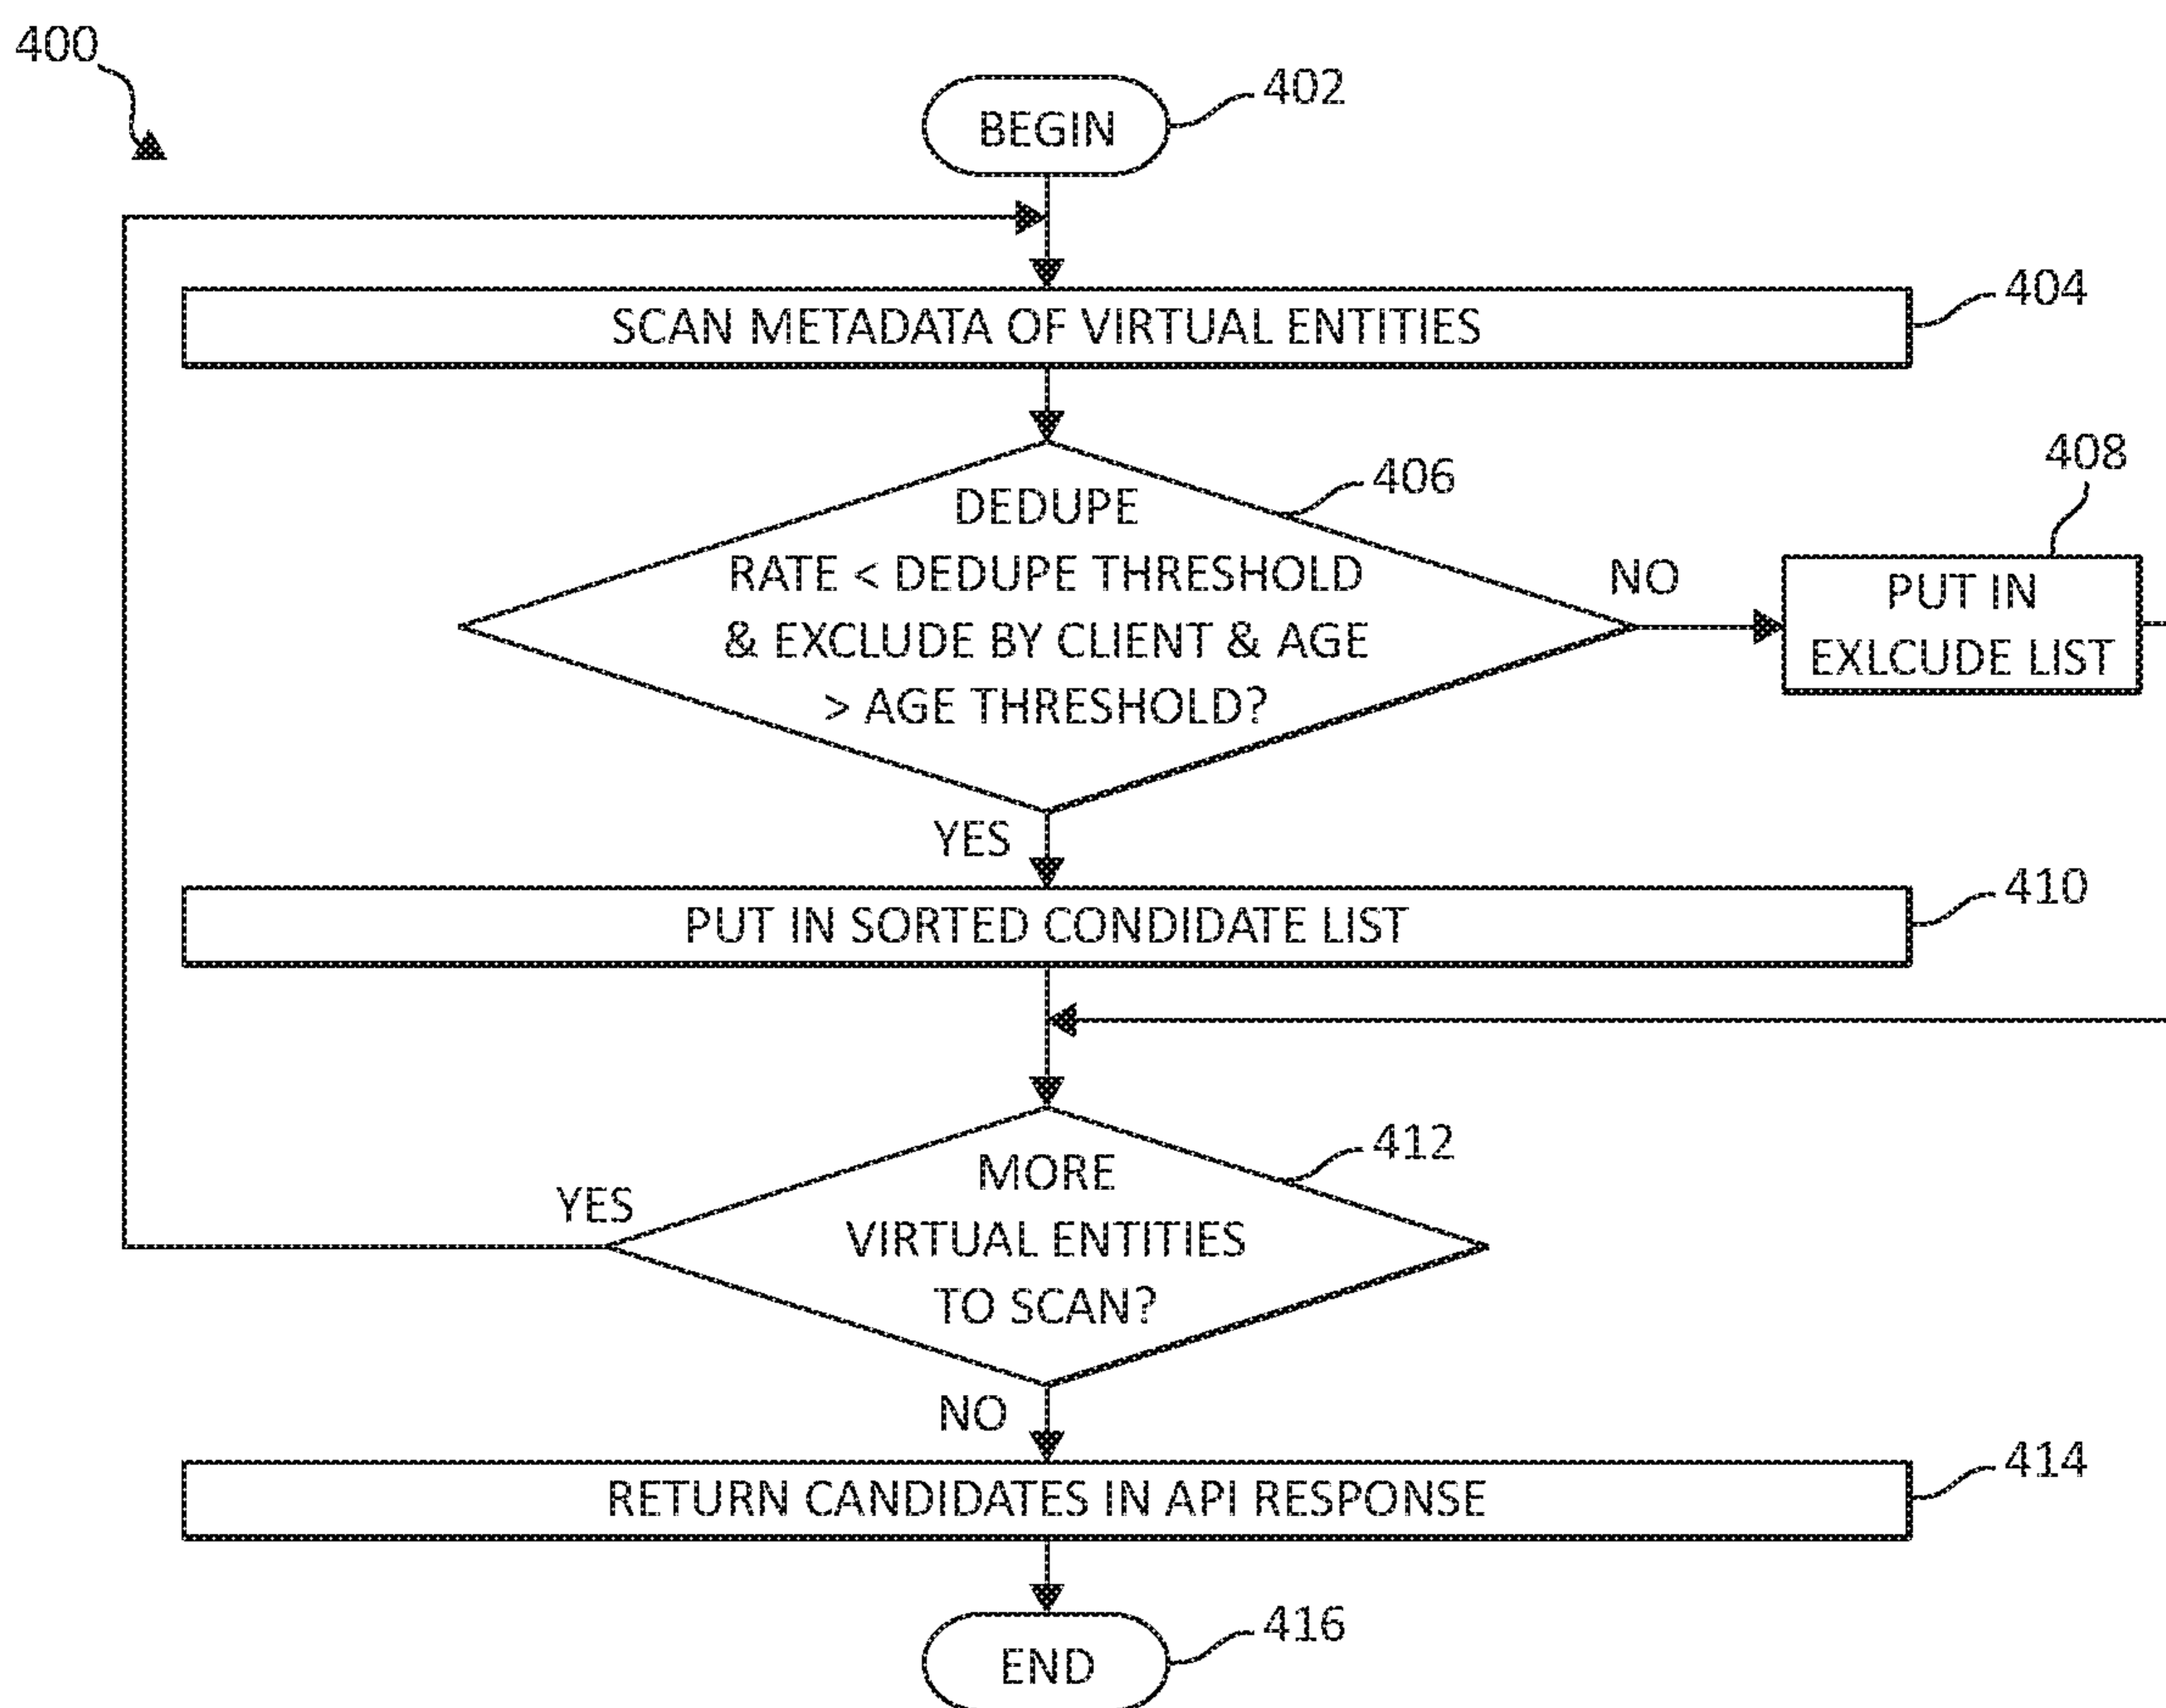 400
BEGIN
402
SCAN METADATA OF VIRTUAL ENTITIES
404
DEDUPE
RATE < DEDUPE THRESHOLD
& EXCLUDE BY CLIENT & AGE
> AGE THRESHOLD?
406
NO
408
PUT IN
EXLCUDE LIST
YES
PUT IN SORTED CONDIDATE LIST
410
MORE
VIRTUAL ENTITIES
TO SCAN?
412
YES
NO
RETURN CANDIDATES IN API RESPONSE
414
END
416